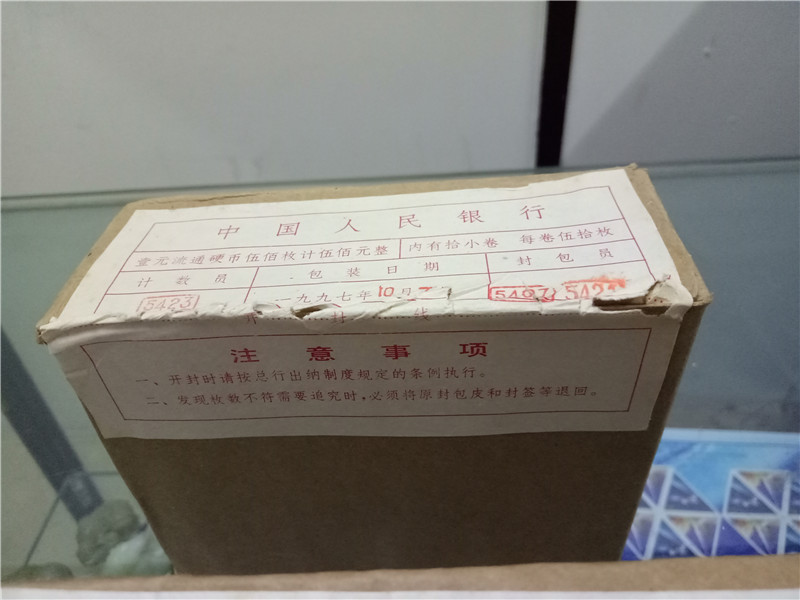 中国人民银行
壹元流通硬币伍佰枚计伍佰元整 内有拾小卷 每卷伍拾枚
计数员 包装日期 封包员
5423 一九九七年10月 5407 542
封 线
注意事项
一、开封时请按总行出纳制度规定的条例执行。
二、发现枚数不符需要追究时，必须将原封包皮和封签等退回。